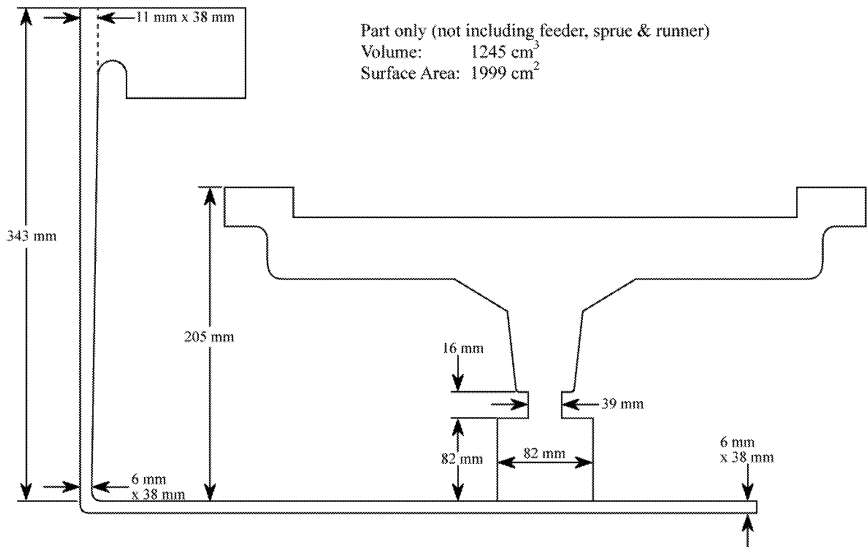 11 mm x 38 mm
Part only (not including feeder, sprue & runner)
Volume: 1245 cm³
Surface Area: 1999 cm²
343 mm
205 mm
16 mm
39 mm
82 mm
82 mm
6 mm
x 38 mm
6 mm
x 38 mm